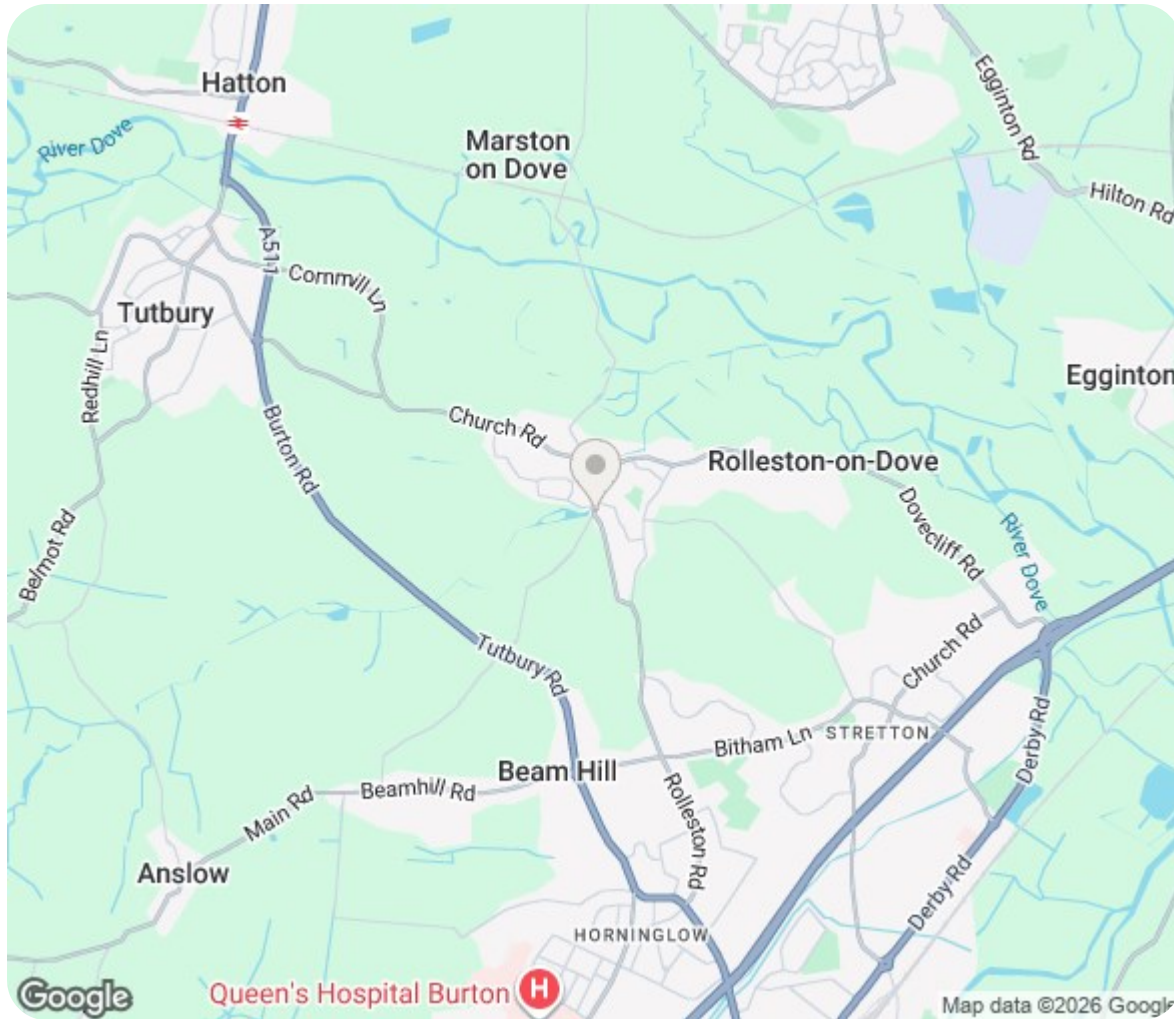 Hatton
River Dove
Marston
on Dove
Egginton Rd
Hilton Rd
A511
Cornmill Ln
Tutbury
Redhill Ln
Egginton
Burton Rd
Church Rd
Rolleston-on-Dove
Belmot Rd
Dovecliff Rd
River Dove
Church Rd
Tutbury Rd
Derby Rd
Bitham Ln
STRETTON
Beam Hill
Beamhill Rd
Main Rd
Rolleston Rd
Anslow
Derby Rd
HORNINGLOW
Google
Queen's Hospital Burton
H
Map data ©2026 Google